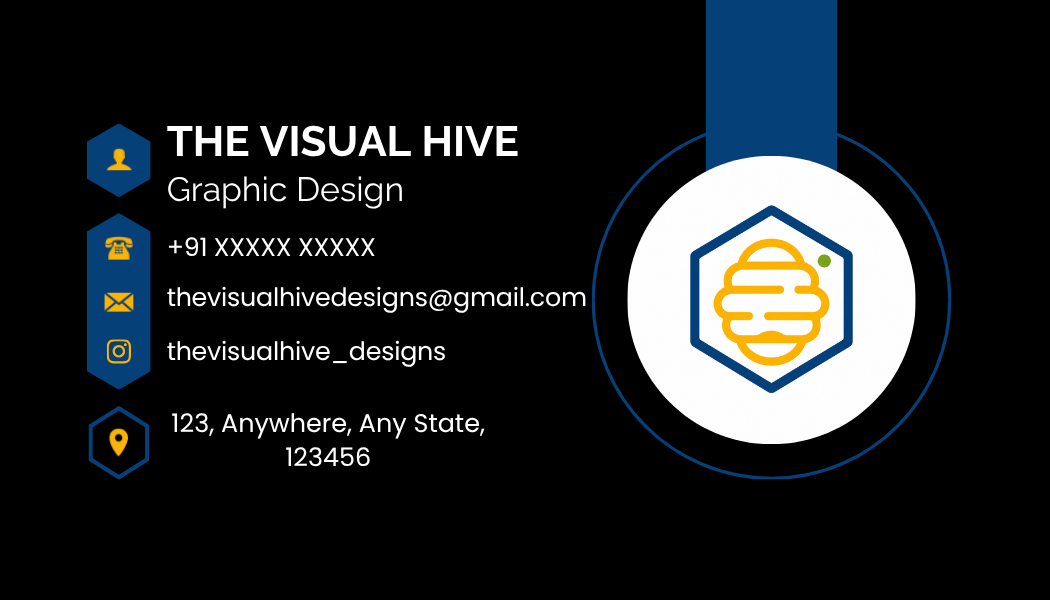 THE VISUAL HIVE
Graphic Design
+91 XXXXX XXXXX
thevisualhivedesigns@gmail.com
thevisualhive_designs
123, Anywhere, Any State,
123456